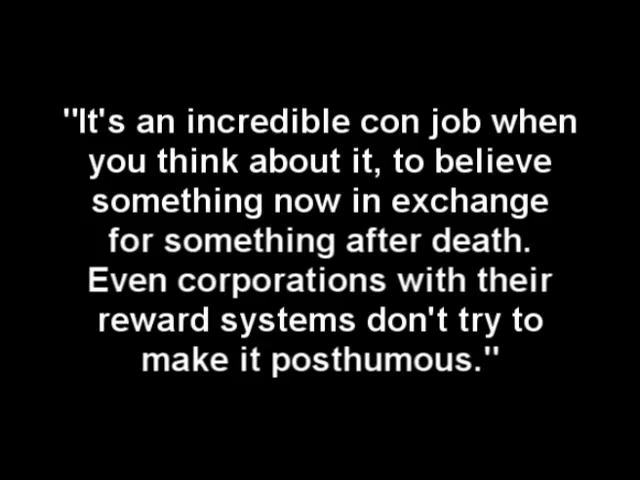 "It's an incredible con job when
you think about it, to believe
something now in exchange
for something after death.
Even corporations with their
reward systems don't try to
make it posthumous."